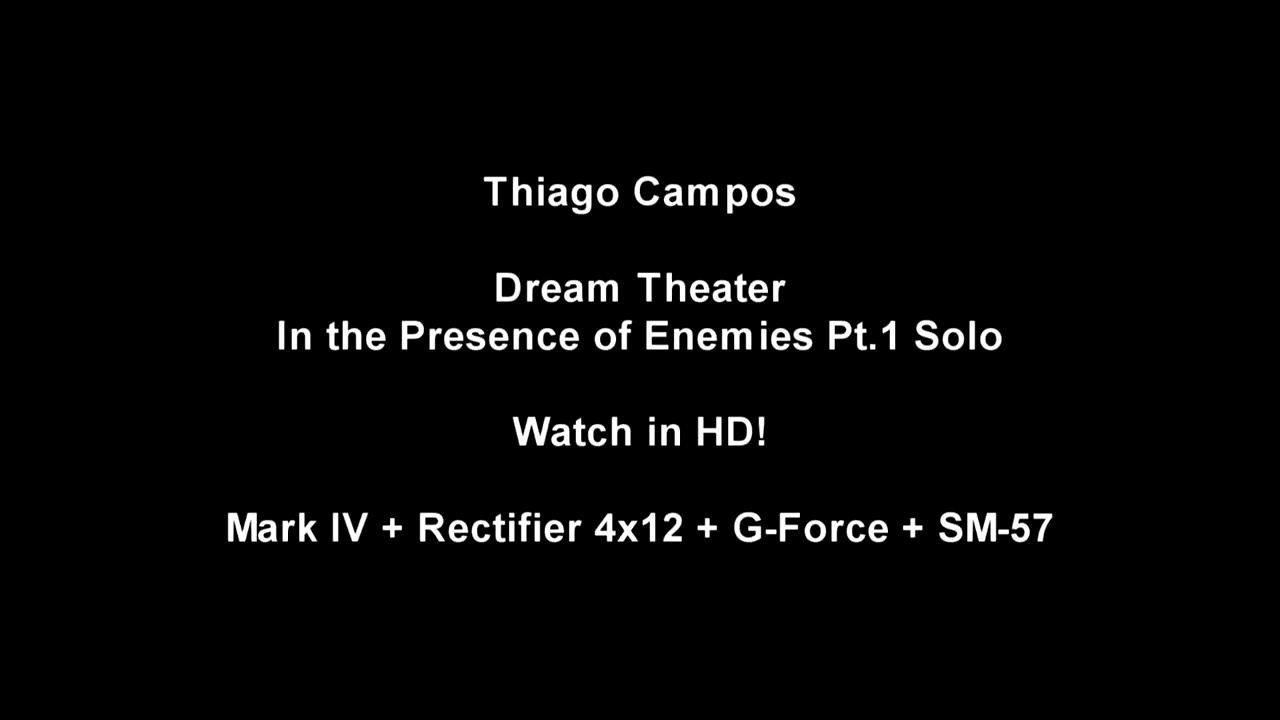 Thiago Campos
Dream Theater
In the Presence of Enemies Pt.1 Solo
Watch in HD!
Mark IV + Rectifier 4x12 + G-Force + SM-57